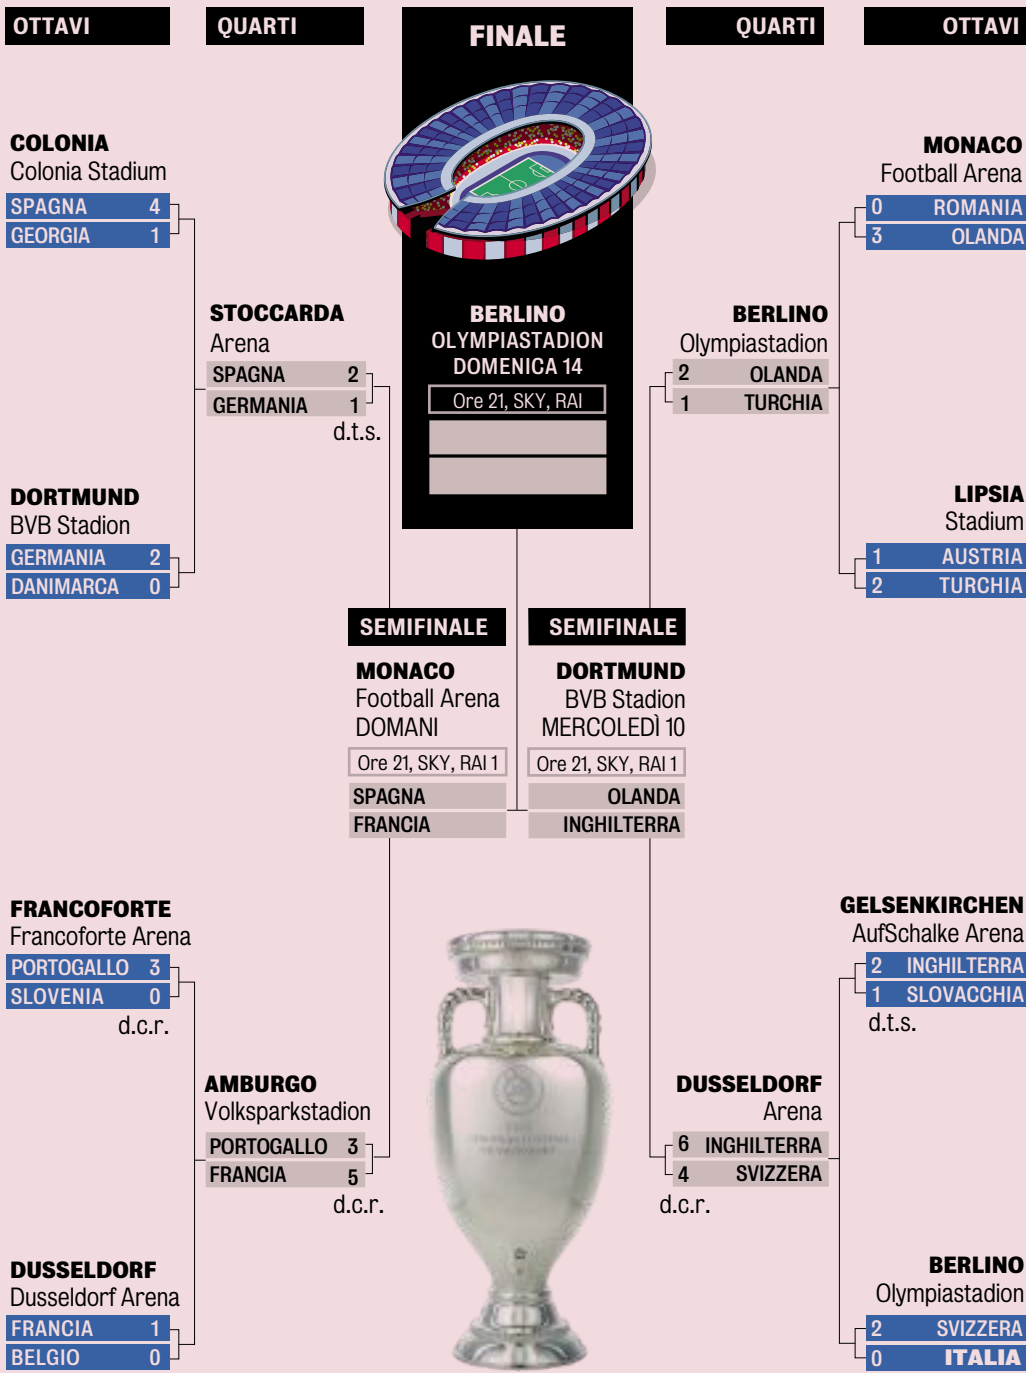 OTTAVI
QUARTI
FINALE
QUARTI
OTTAVI
COLONIA
Colonia Stadium
SPAGNA 4
GEORGIA 1
DORTMUND
BVB Stadion
GERMANIA 2
DANIMARCA 0
STOCCARDA
Arena
SPAGNA 2
GERMANIA 1
d.t.s.
BERLINO
OLYMPIASTADION
DOMENICA 14
Ore 21, SKY, RAI
BERLINO
Olympiastadion
2 OLANDA
1 TURCHIA
MONACO
Football Arena
0 ROMANIA
3 OLANDA
LIPSIA
Stadium
1 AUSTRIA
2 TURCHIA
SEMIFINALE
MONACO
Football Arena
DOMANI
Ore 21, SKY, RAI 1
SPAGNA
FRANCIA
SEMIFINALE
DORTMUND
BVB Stadion
MERCOLEDÌ 10
Ore 21, SKY, RAI 1
OLANDA
INGHILTERRA
FRANCOFORTE
Francoforte Arena
PORTOGALLO 3
SLOVENIA 0
d.c.r.
AMBURGO
Volksparkstadion
PORTOGALLO 3
FRANCIA 5
d.c.r.
DUSSELDORF
Dusseldorf Arena
FRANCIA 1
BELGIO 0
GELSENKIRCHEN
AufSchalke Arena
2 INGHILTERRA
1 SLOVACCHIA
d.t.s.
DUSSELDORF
Arena
6 INGHILTERRA
4 SVIZZERA
d.c.r.
BERLINO
Olympiastadion
2 SVIZZERA
0 ITALIA